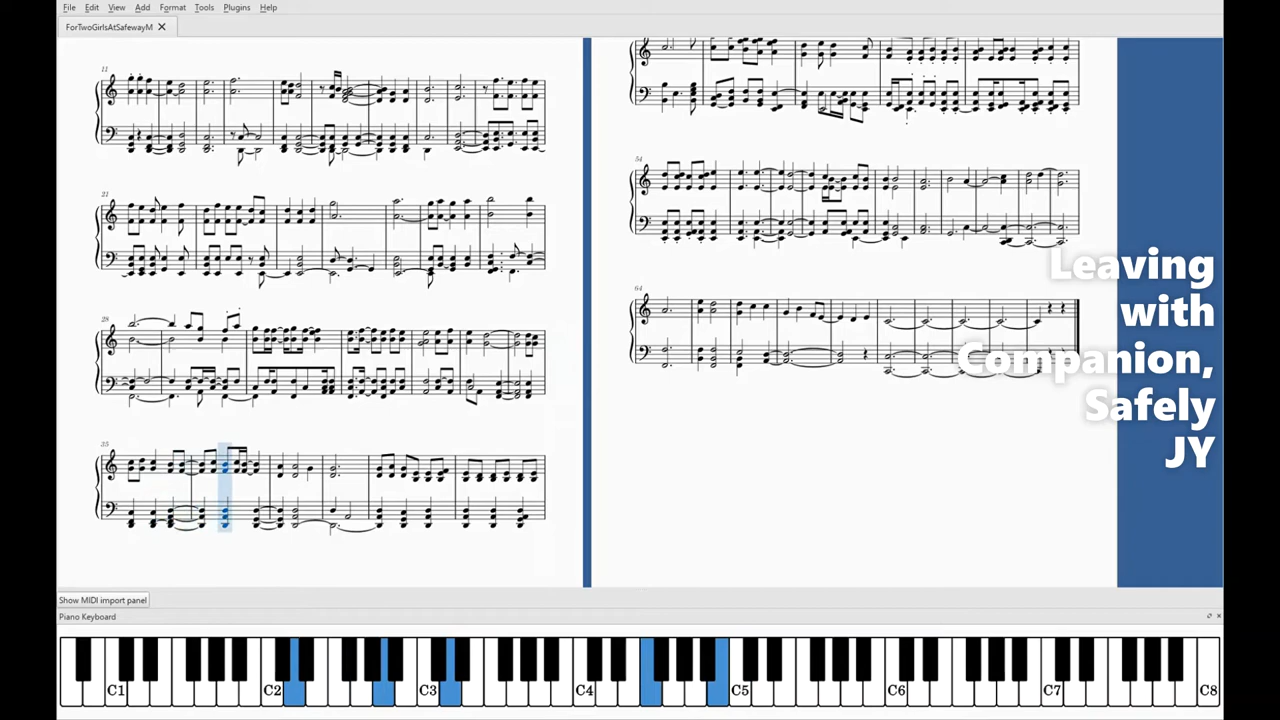 File Edit View Add Format Tools Plugins Help
ForTwoGirlsAtSafewayM
11
21
28
35
54
64
Leaving
with
Companion,
Safely
JY
Show MIDI import panel
Piano Keyboard
C1 C2 C3 C4 C5 C6 C7 C8